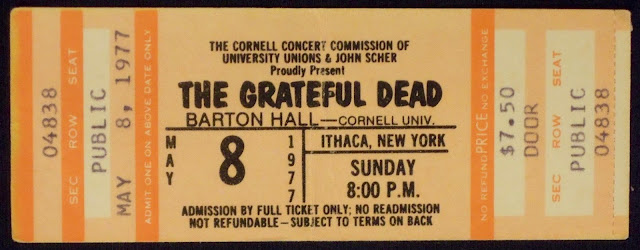 SEC ROW SEAT
04838
PUBLIC
MAY 8, 1977
ADMIT ONE ON ABOVE DATE ONLY
THE CORNELL CONCERT COMMISSION OF
UNIVERSITY UNIONS & JOHN SCHER
Proudly Present
THE GRATEFUL DEAD
BARTON HALL—CORNELL UNIV.
MAY 8 1977
ITHACA, NEW YORK
SUNDAY
8:00 P.M.
ADMISSION BY FULL TICKET ONLY; NO READMISSION
NOT REFUNDABLE—SUBJECT TO TERMS ON BACK
NO REFUND PRICE NO EXCHANGE
$7.50
DOOR
PUBLIC
04838
SEC ROW SEAT